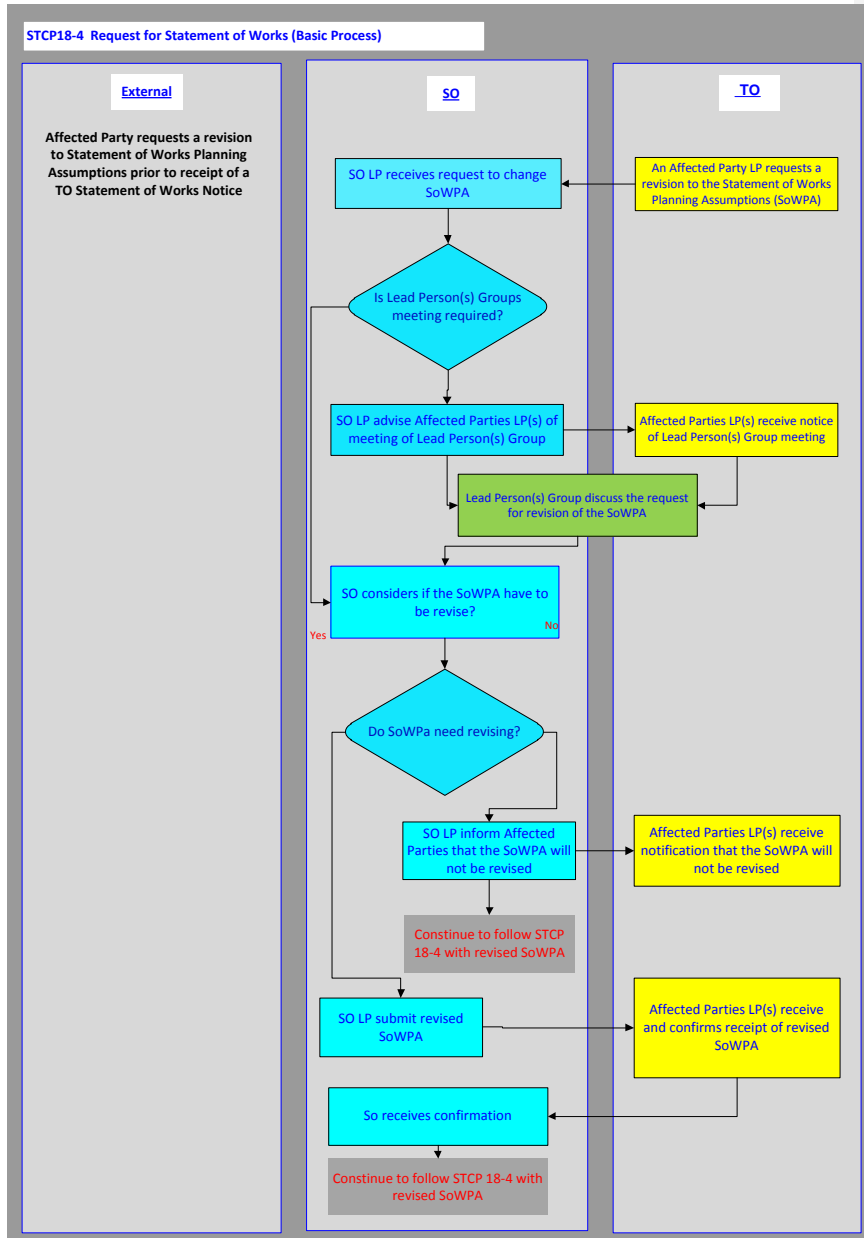 STCP18-4 Request for Statement of Works (Basic Process)
External
SO
TO
Affected Party requests a revision
to Statement of Works Planning
Assumptions prior to receipt of a
TO Statement of Works Notice
SO LP receives request to change
SoWPA
An Affected Party LP requests a
revision to the Statement of Works
Planning Assumptions (SoWPA)
Is Lead Person(s) Groups
meeting required?
SO LP advise Affected Parties LP(s) of
meeting of Lead Person(s) Group
Affected Parties LP(s) receive notice
of Lead Person(s) Group meeting
Lead Person(s) Group discuss the request
for revision of the SoWPA
SO considers if the SoWPA have to
be revise?
Yes
No
Do SoWPa need revising?
SO LP inform Affected
Parties that the SoWPA will
not be revised
Affected Parties LP(s) receive
notification that the SoWPA will
not be revised
Constinue to follow STCP
18-4 with revised SoWPA
SO LP submit revised
SoWPA
Affected Parties LP(s) receive
and confirms receipt of revised
SoWPA
So receives confirmation
Constinue to follow STCP 18-4 with
revised SoWPA